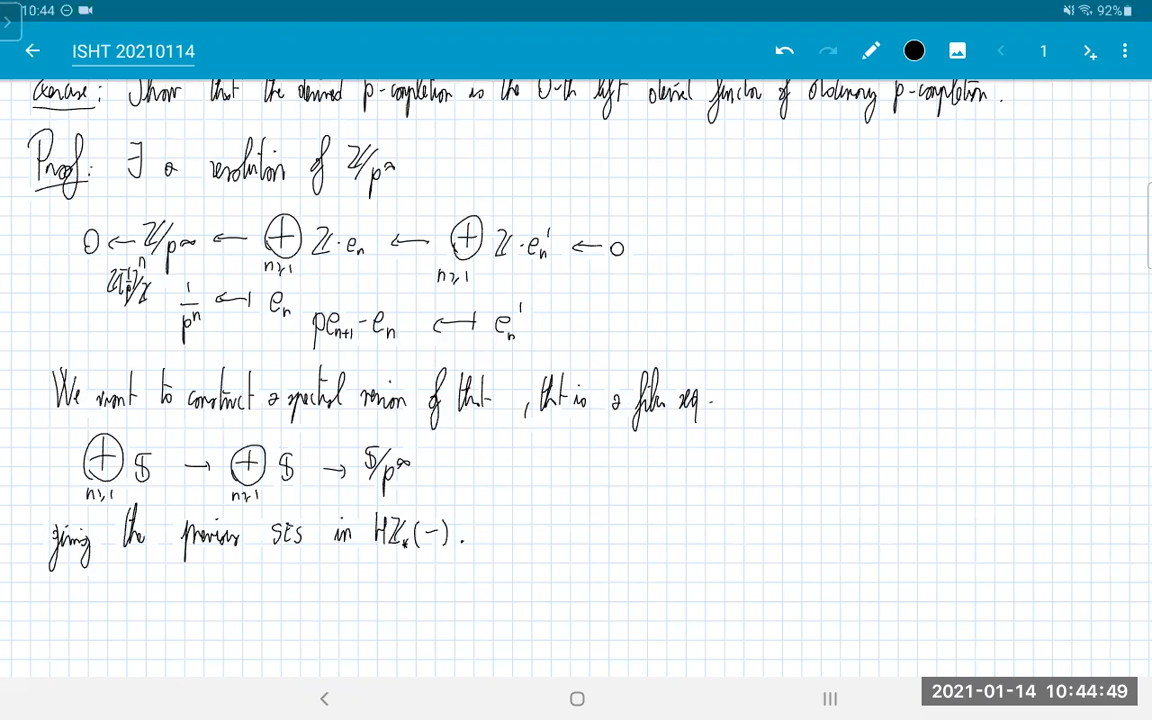 10:44
92%
ISHT 20210114
1
Exercise: Show that the derived p-completion is the 0-th left derived functor of ordinary p-completion.
Proof: ∃ a resolution of ℤ/p^∞
0 ← ℤ/p^∞ ← ⊕_{n≥1} ℤ·e_n ← ⊕_{n≥1} ℤ·e_n' ← 0
ℤ[1/p]/ℤ
1/p^n ↤ e_n
pe_{n+1} - e_n ↤ e_n'
We want to construct a spectral version of that, that is a fiber seq.
⊕_{n≥1} 𝕊 → ⊕_{n≥1} 𝕊 → 𝕊/p^∞
giving the previous SES in Hℤ_*(-).
2021-01-14 10:44:49